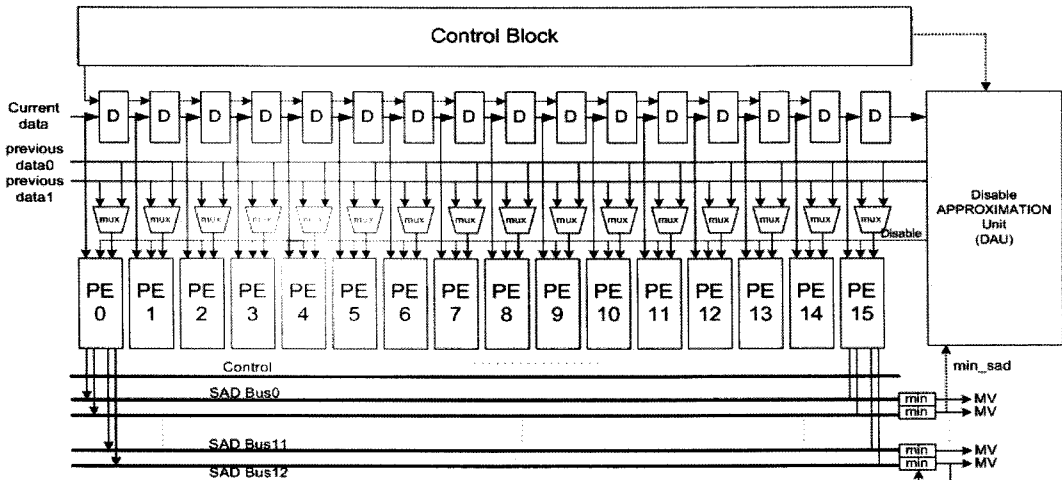 Control Block
Current data
D D D D D D D D D D D D D D D D
previous data0
previous data1
mux mux mux mux mux mux mux mux mux mux mux mux mux mux mux mux
Disable
APPROXIMATION
Unit
(DAU)
Disable
PE PE PE PE PE PE PE PE PE PE PE PE PE PE PE PE
0 1 2 3 4 5 6 7 8 9 10 11 12 13 14 15
Control
min_sad
SAD Bus0
min MV
min MV
SAD Bus11
min MV
SAD Bus12
min MV